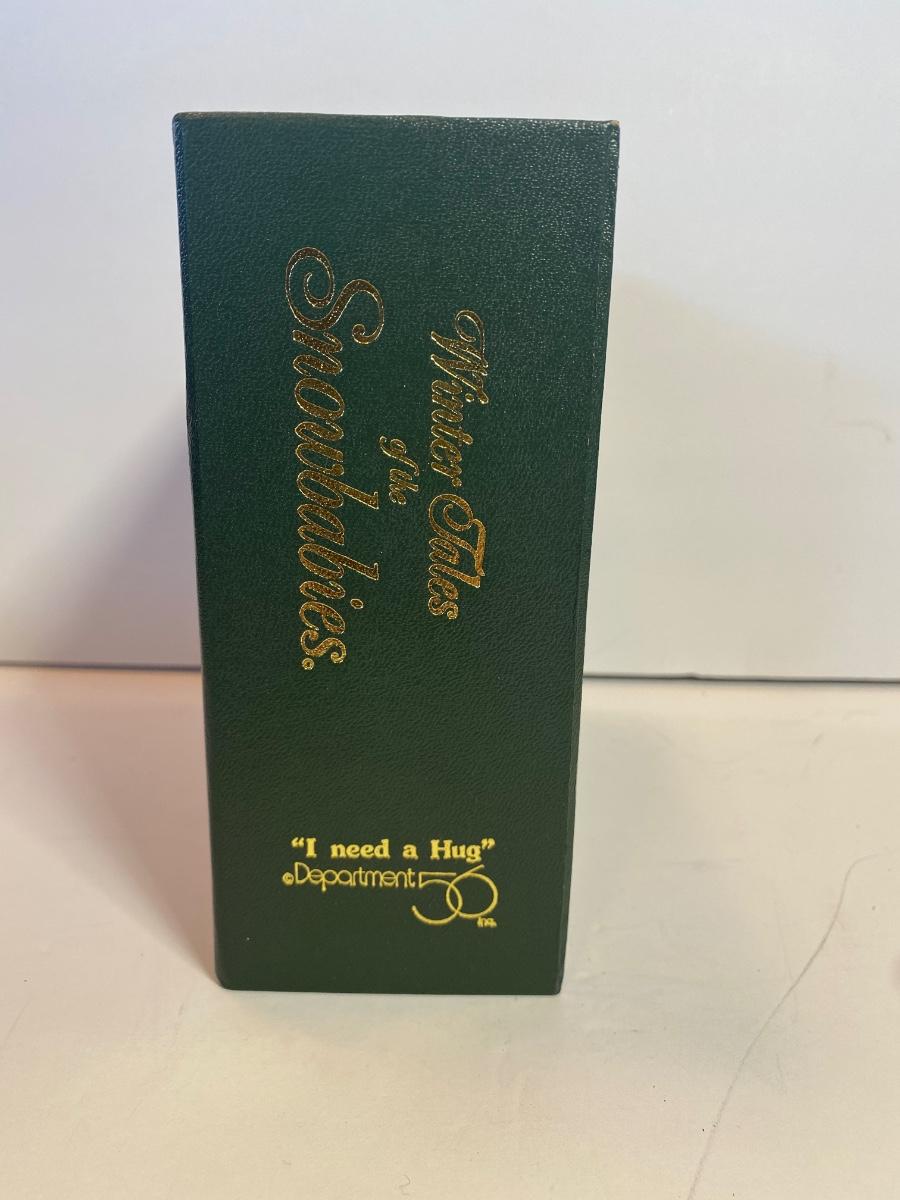 Winter Tales
of the
Snowbabies®
“I need a Hug”
©Department 56 Inc.